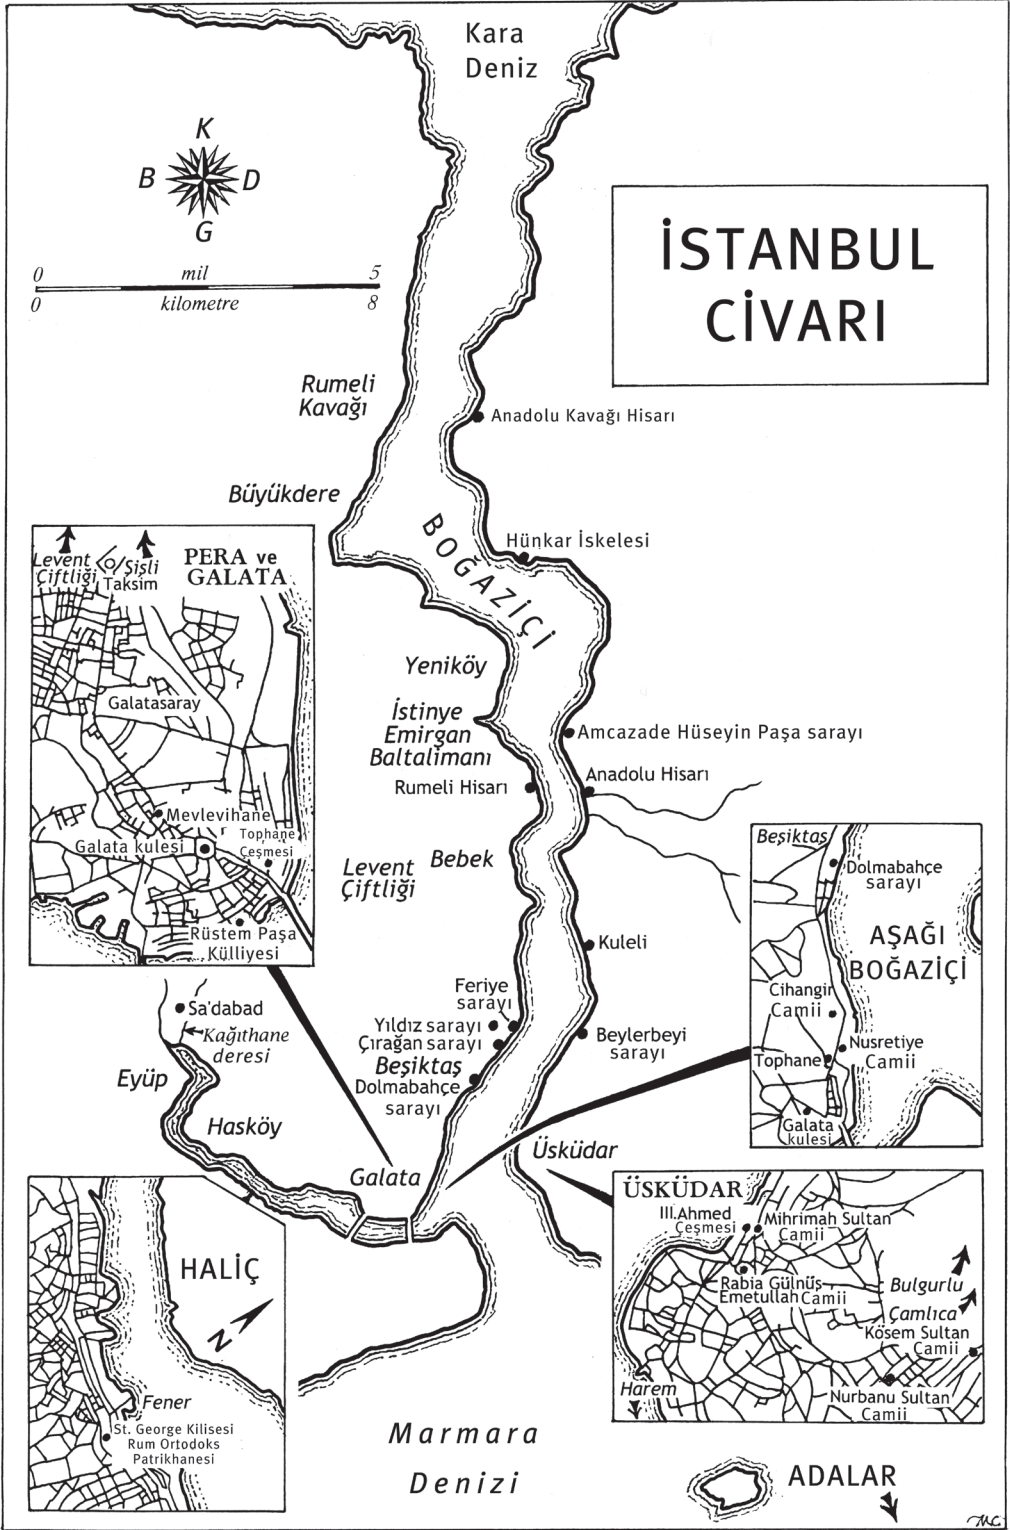 Kara
Deniz
K
B
D
G
0 mil 5
0 kilometre 8
İSTANBUL
CİVARI
Rumeli
Kavağı
Anadolu Kavağı Hisarı
Büyükdere
BOĞAZİÇİ
Hünkar İskelesi
Yeniköy
İstinye
Emirgan
Baltalimanı
Rumeli Hisarı
Amcazade Hüseyin Paşa sarayı
Anadolu Hisarı
Levent
Çiftliği
Bebek
Kuleli
Feriye
sarayı
Yıldız sarayı
Çırağan sarayı
Beşiktaş
Dolmabahçe
sarayı
Beylerbeyi
sarayı
Sa'dabad
Kağıthane
deresi
Eyüp
Hasköy
Galata
Üsküdar
PERA ve
GALATA
Levent
Çiftliği
Şişli
Taksim
Galatasaray
Mevlevihane
Galata kulesi
Tophane
Çeşmesi
Rüstem Paşa
Külliyesi
Beşiktaş
Dolmabahçe
sarayı
AŞAĞI
BOĞAZİÇİ
Cihangir
Camii
Nusretiye
Camii
Tophane
Galata
kulesi
HALİÇ
N
Fener
St. George Kilisesi
Rum Ortodoks
Patrikhanesi
ÜSKÜDAR
III.Ahmed
Çeşmesi
Mihrimah Sultan
Camii
Rabia Gülnüş
Emetullah Camii
Bulgurlu
Çamlıca
Kösem Sultan
Camii
Nurbanu Sultan
Camii
Harem
Marmara
Denizi
ADALAR